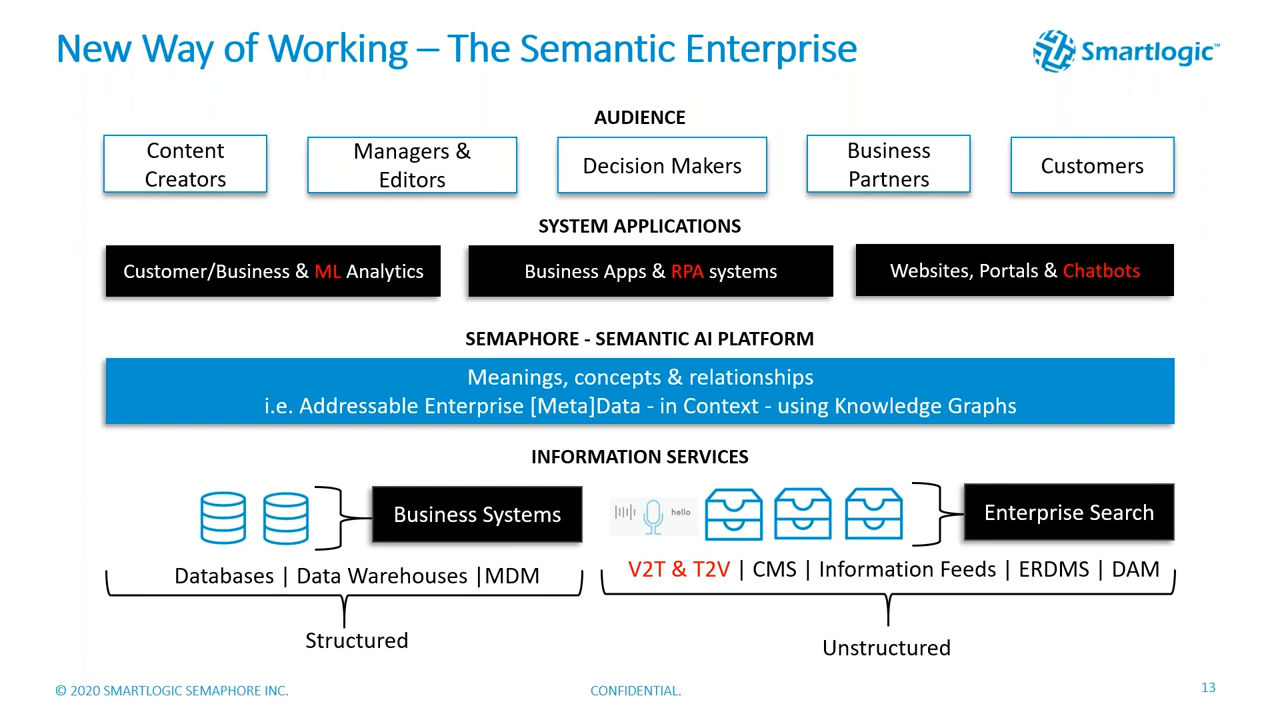 New Way of Working – The Semantic Enterprise
Smartlogic™
AUDIENCE
Content
Creators
Managers &
Editors
Decision Makers
Business
Partners
Customers
SYSTEM APPLICATIONS
Customer/Business & ML Analytics
Business Apps & RPA systems
Websites, Portals & Chatbots
SEMAPHORE - SEMANTIC AI PLATFORM
Meanings, concepts & relationships
i.e. Addressable Enterprise [Meta]Data - in Context - using Knowledge Graphs
INFORMATION SERVICES
Business Systems
hello
Enterprise Search
Databases | Data Warehouses |MDM
V2T & T2V | CMS | Information Feeds | ERDMS | DAM
Structured
Unstructured
© 2020 SMARTLOGIC SEMAPHORE INC.
CONFIDENTIAL.
13